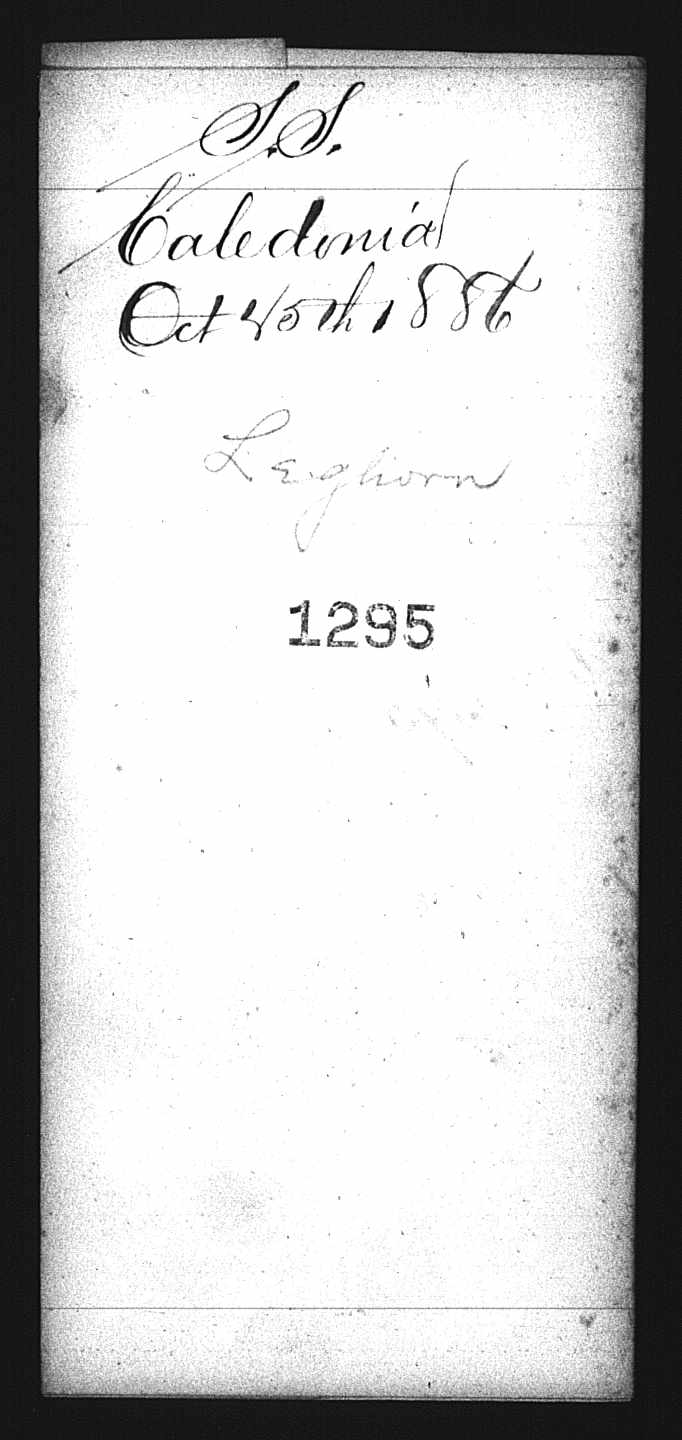 S.S.
Caledonia
Oct 25th 1886
Leghorn
1295